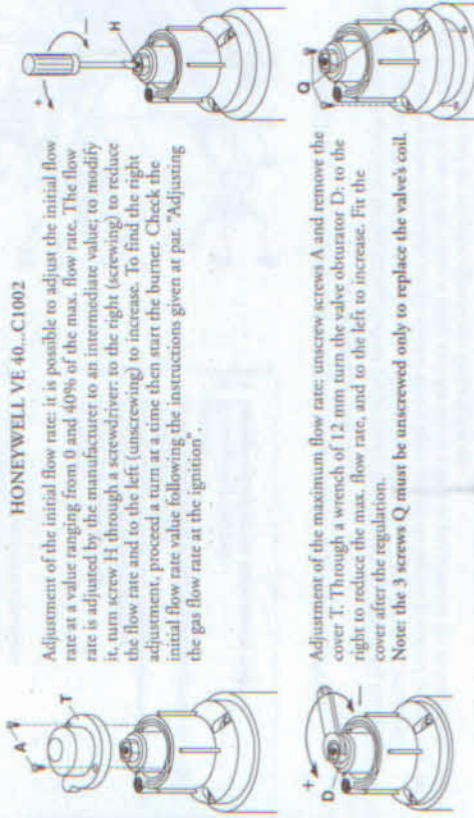 HONEYWELL VE 40...C1002
A
T
Adjustment of the initial flow rate: it is possible to adjust the initial flow
rate at a value ranging from 0 and 40% of the max. flow rate. The flow
rate is adjusted by the manufacturer to an intermediate value; to modify
it, turn screw H through a screwdriver: to the right (screwing) to reduce
the flow rate and to the left (unscrewing) to increase. To find the right
adjustment, proceed a turn at a time then start the burner. Check the
initial flow rate value following the instructions given at par. "Adjusting
the gas flow rate at the ignition".
+
−
H
+
−
D
Adjustment of the maximum flow rate: unscrew screws A and remove the
cover T. Through a wrench of 12 mm turn the valve obturator D: to the
right to reduce the max. flow rate, and to the left to increase. Fit the
cover after the regulation.
Note: the 3 screws Q must be unscrewed only to replace the valve's coil.
Q